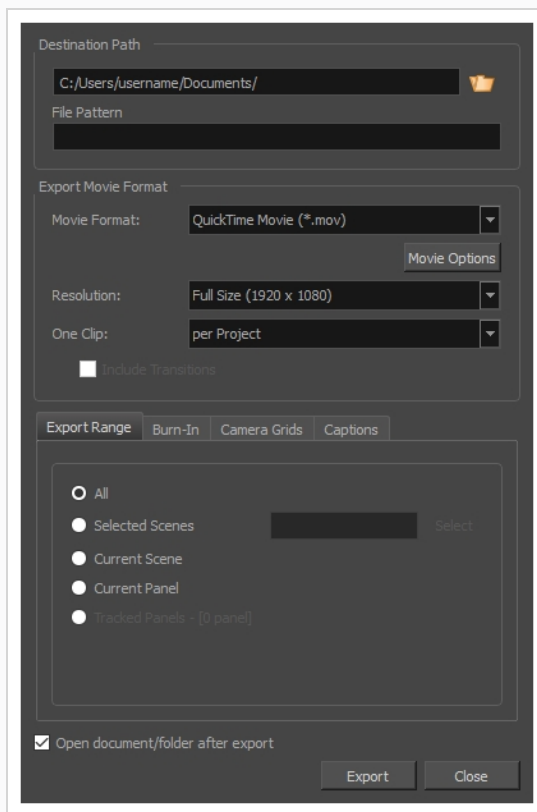 Destination Path
C:/Users/username/Documents/
File Pattern
Export Movie Format
Movie Format: QuickTime Movie (*.mov)
Movie Options
Resolution: Full Size (1920 x 1080)
One Clip: per Project
Include Transitions
Export Range Burn-In Camera Grids Captions
All
Selected Scenes Select
Current Scene
Current Panel
Tracked Panels - [0 panel]
Open document/folder after export
Export Close